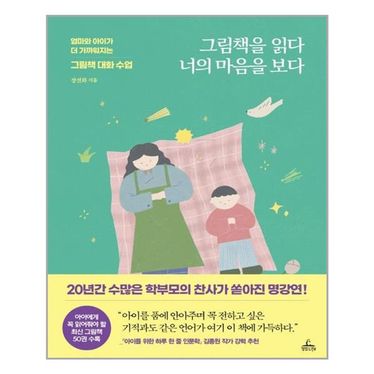 엄마와 아이가
더 가까워지는
그림책 대화 수업
그림책을 읽다
너의 마음을 보다
20년간 수많은 학부모의 찬사가 쏟아진 명강연!
아이에게
꼭 읽어줘야 할
최신 그림책
50권 수록
“아이를 품에 안아주며 꼭 전하고 싶은
기적과도 같은 언어가 여기 이 책에 가득하다.”
_『아이를 위한 하루 한 줄 인문학』, 김종원 작가 강력 추천